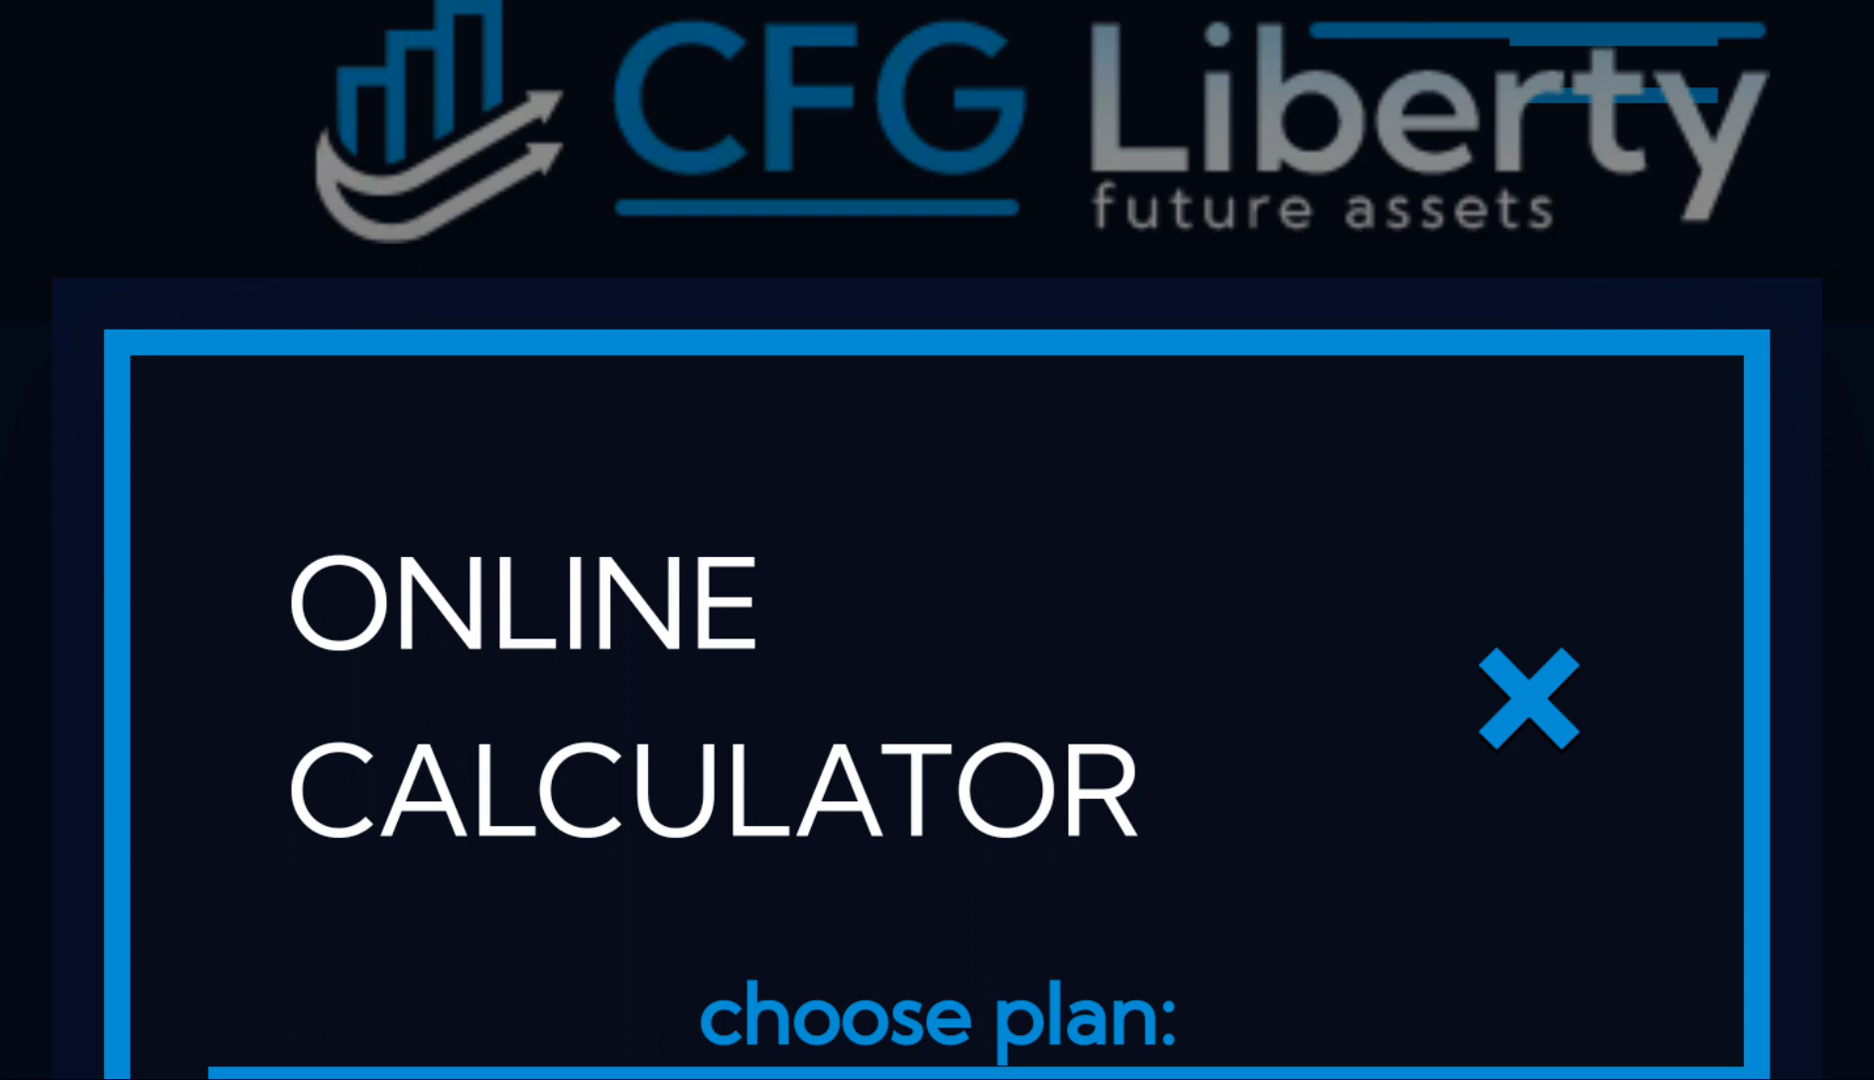 CFG Liberty
future assets
ONLINE
CALCULATOR
choose plan: